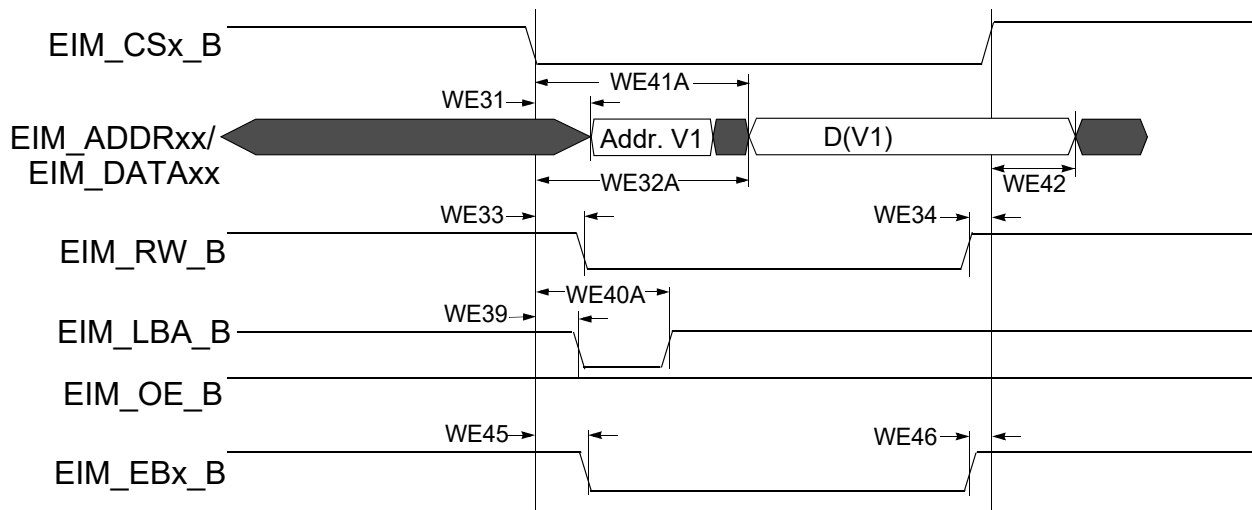 EIM_CSx_B
WE41A
WE31
EIM_ADDRxx/
EIM_DATAxx
Addr. V1
D(V1)
WE32A
WE42
WE33
WE34
EIM_RW_B
WE40A
WE39
EIM_LBA_B
EIM_OE_B
WE45
WE46
EIM_EBx_B